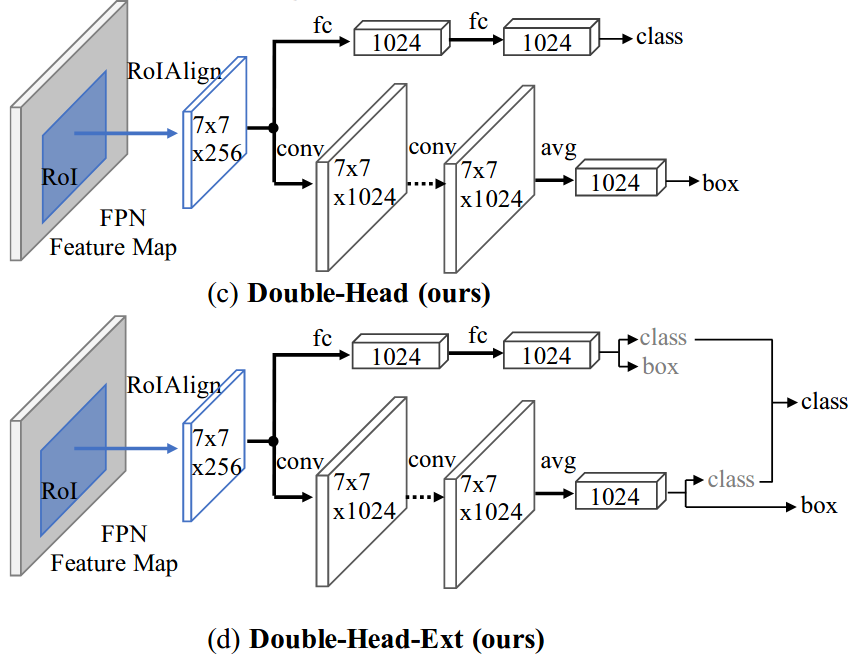 fc
1024
fc
1024
class
RoIAlign
7x7
x256
conv
7x7
x1024
conv
7x7
x1024
avg
1024
box
RoI
FPN
Feature Map
(c) Double-Head (ours)
fc
1024
fc
1024
class
box
class
RoIAlign
7x7
x256
conv
7x7
x1024
conv
7x7
x1024
avg
1024
class
box
RoI
FPN
Feature Map
(d) Double-Head-Ext (ours)